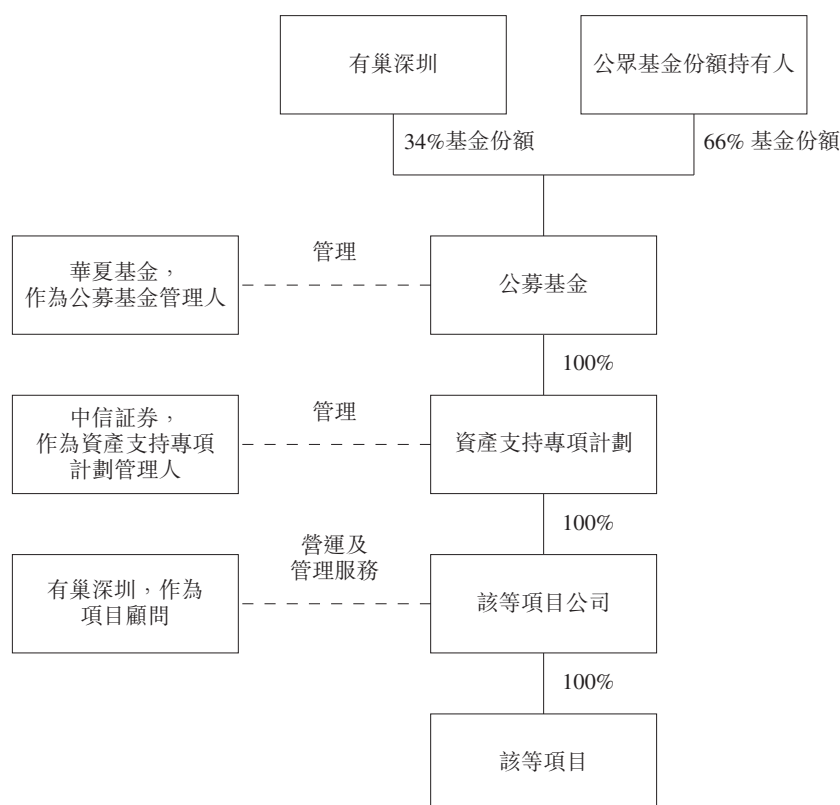 有巢深圳
公眾基金份額持有人
34%基金份額
66% 基金份額
華夏基金，
作為公募基金管理人
管理
公募基金
100%
中信証券，
作為資產支持專項
計劃管理人
管理
資產支持專項計劃
100%
有巢深圳，作為
項目顧問
營運及
管理服務
該等項目公司
100%
該等項目